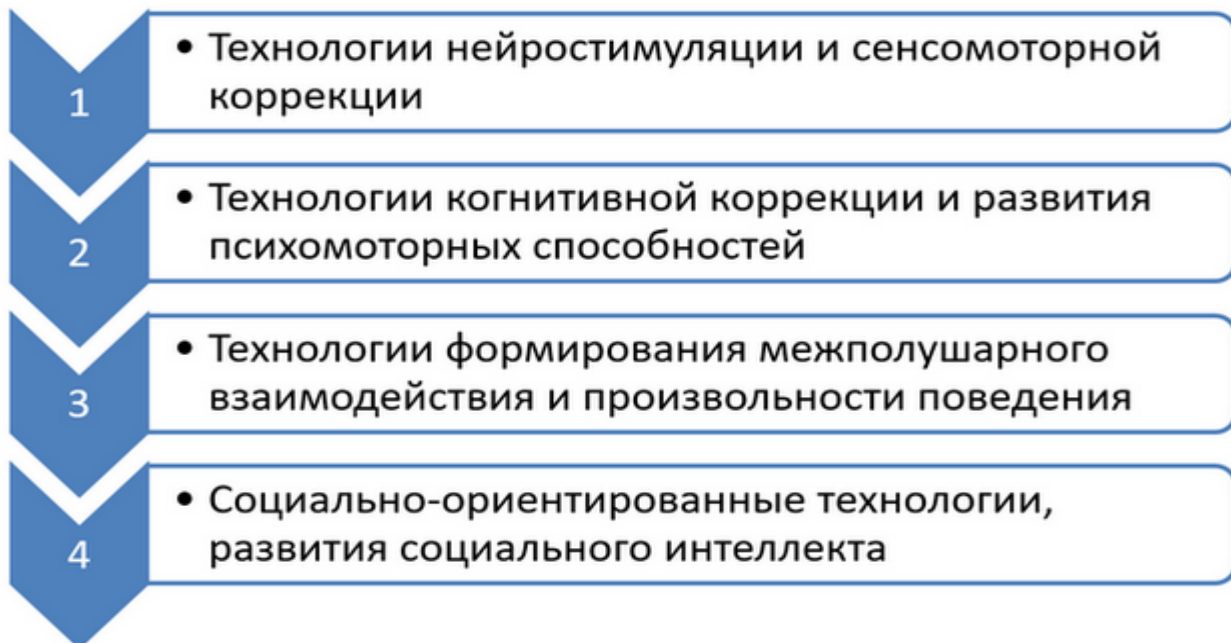 1
• Технологии нейростимуляции и сенсомоторной
коррекции
2
• Технологии когнитивной коррекции и развития
психомоторных способностей
3
• Технологии формирования межполушарного
взаимодействия и произвольности поведения
4
• Социально-ориентированные технологии,
развития социального интеллекта